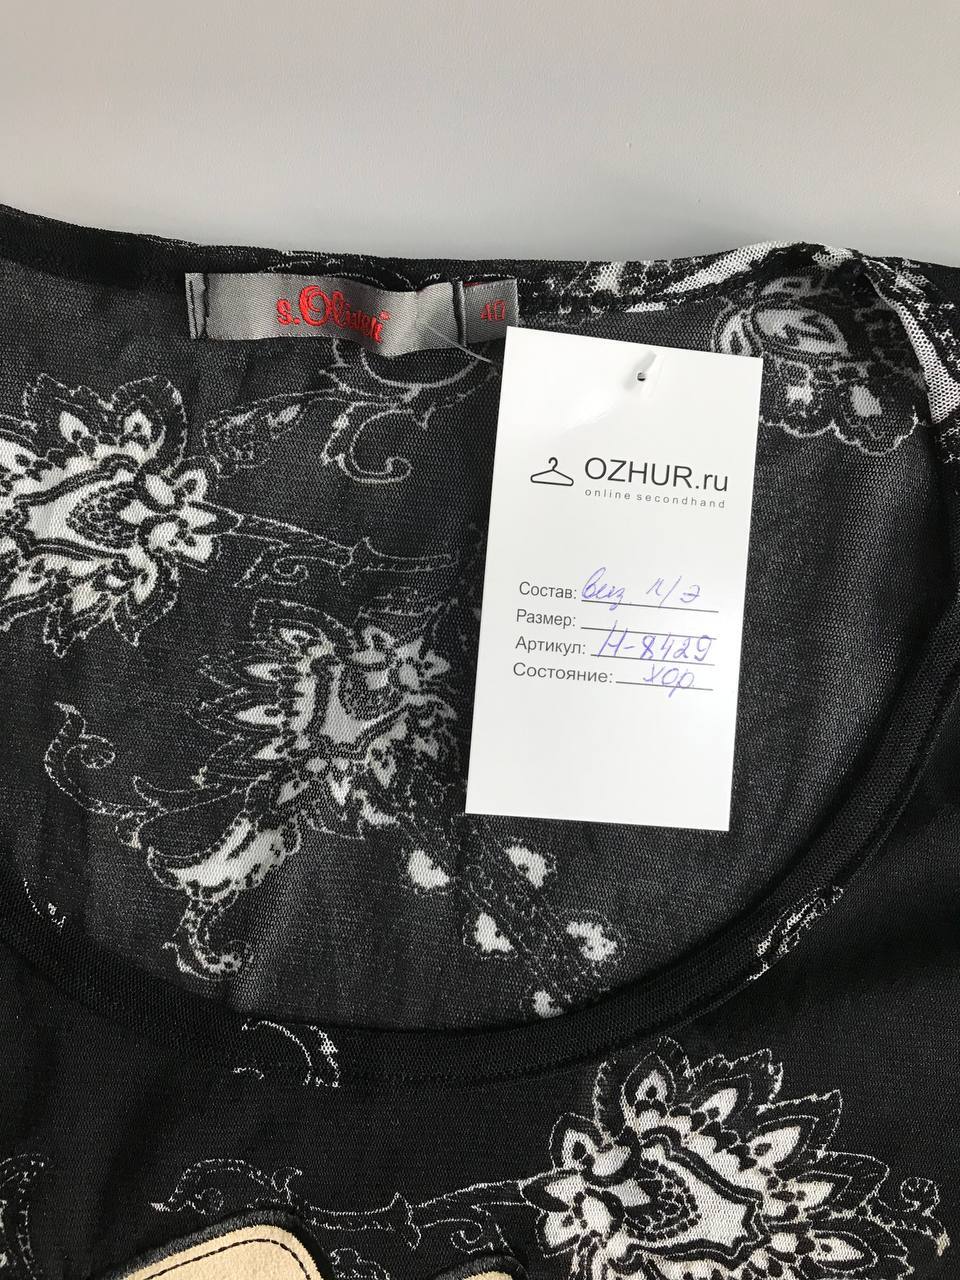 s.Oliver
40
OZHUR.ru
online secondhand
Состав: виз п/э
Размер:
Артикул: Н-8429
Состояние: хор